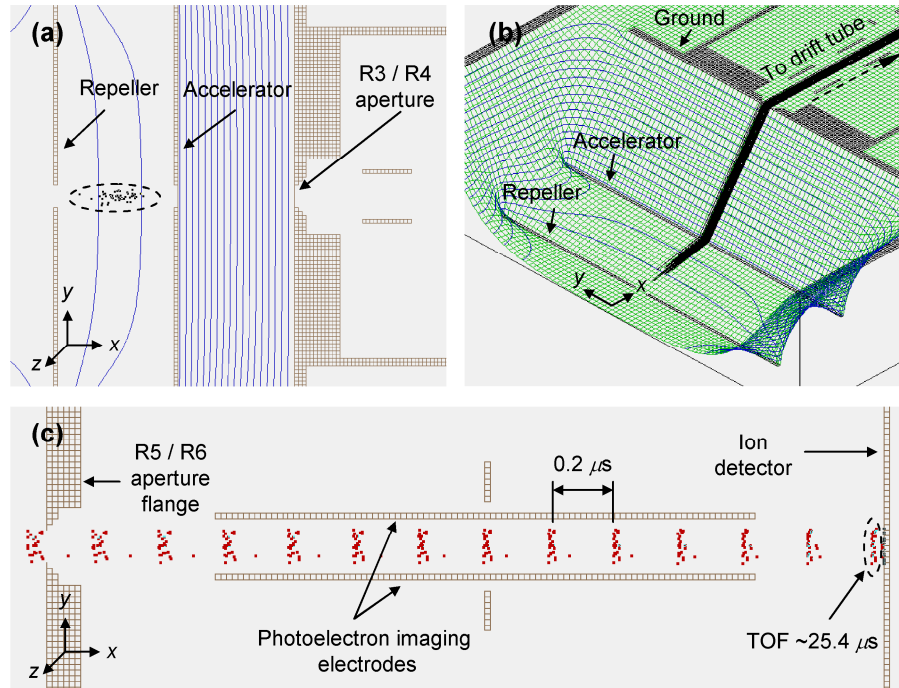 (a)
Repeller
Accelerator
R3 / R4
aperture
y
z
x
(b)
Ground
To drift tube
Accelerator
Repeller
y
x
(c)
R5 / R6
aperture
flange
0.2 μs
Ion
detector
y
z
x
Photoelectron imaging
electrodes
TOF ~25.4 μs